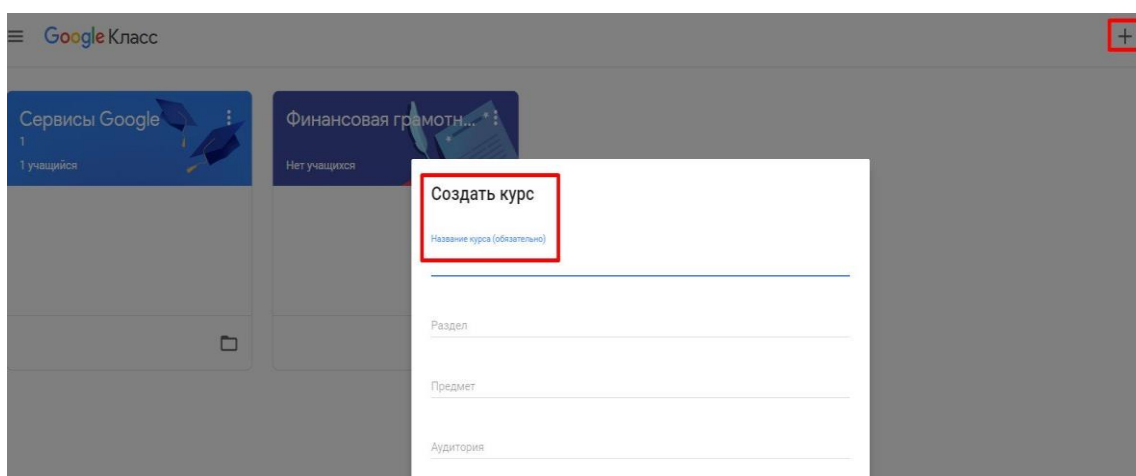 Google Класс
Сервисы Google
1
1 учащийся
Финансовая грамотн...
Нет учащихся
Создать курс
Название курса (обязательно)
Раздел
Предмет
Аудитория